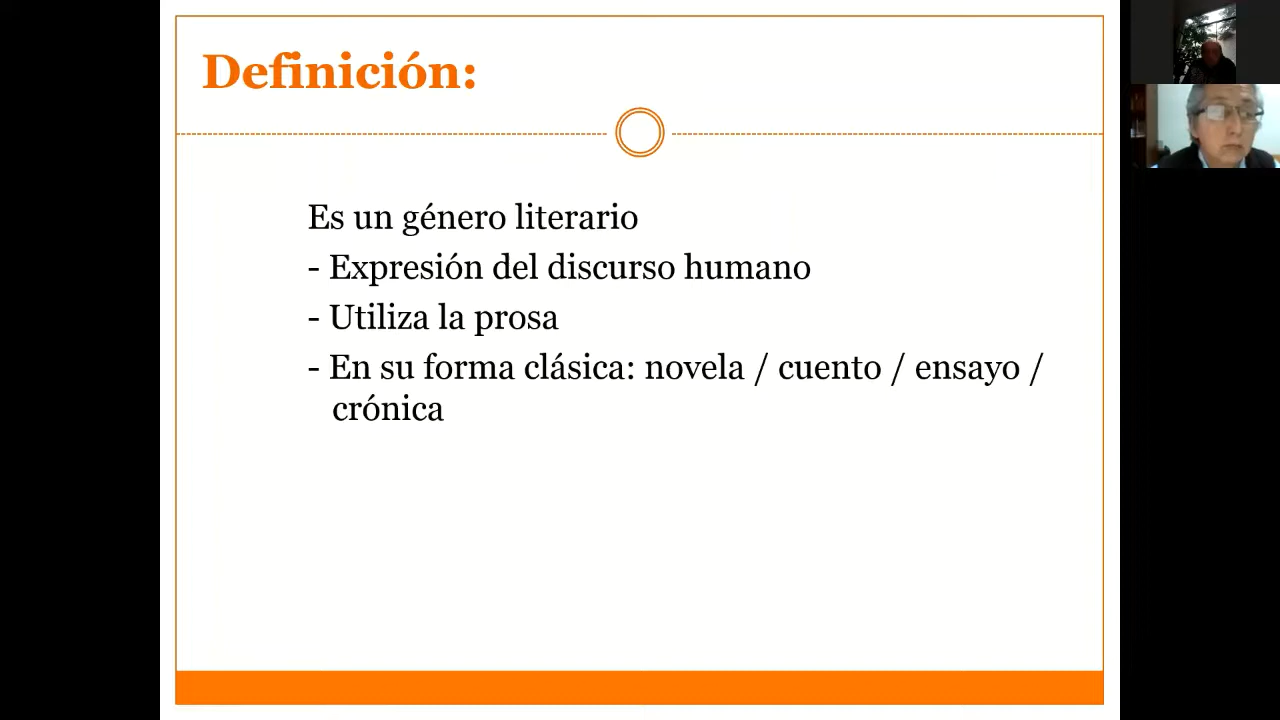 Definición:
Es un género literario
- Expresión del discurso humano
- Utiliza la prosa
- En su forma clásica: novela / cuento / ensayo /
crónica